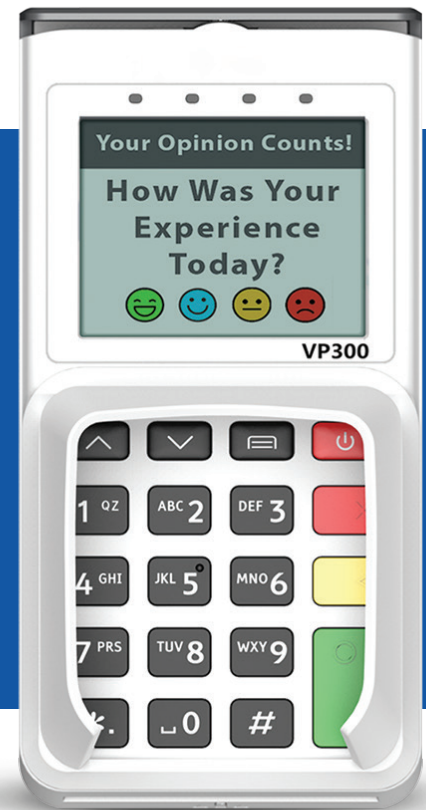 Your Opinion Counts!
How Was Your
Experience
Today?
VP300
1 QZ ABC 2 DEF 3
4 GHI JKL 5 MNO 6
7 PRS TUV 8 WXY 9
*. ␣0 #